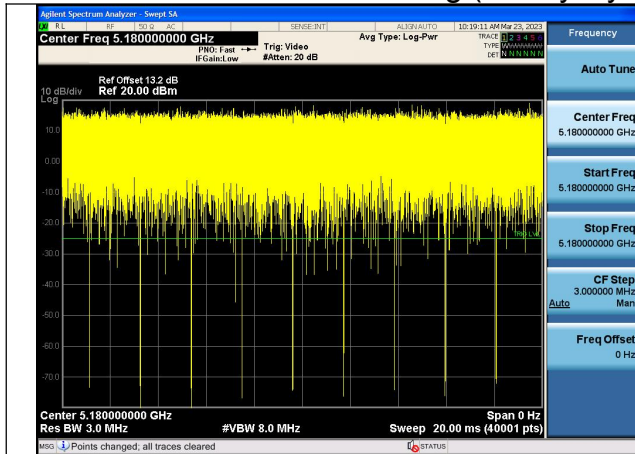 Agilent Spectrum Analyzer - Swept SA
RL RF 50 Ω AC SENSE:INT ALIGNAUTO 10:19:11 AM Mar 23, 2023
Center Freq 5.180000000 GHz
PNO: Fast
IFGain:Low
Trig: Video
#Atten: 20 dB
Avg Type: Log-Pwr
TRACE 1 2 3 4 5 6
TYPE WWWWWW
DET N N N N N N
Ref Offset 13.2 dB
10 dB/div Ref 20.00 dBm
Log
10.0
0.00
-10.0
-20.0
TRIG LVL
-30.0
-40.0
-50.0
-60.0
-70.0
Center 5.180000000 GHz Span 0 Hz
Res BW 3.0 MHz #VBW 8.0 MHz Sweep 20.00 ms (40001 pts)
MSG Points changed; all traces cleared STATUS
Frequency
Auto Tune
Center Freq
5.180000000 GHz
Start Freq
5.180000000 GHz
Stop Freq
5.180000000 GHz
CF Step
3.000000 MHz
Auto Man
Freq Offset
0 Hz